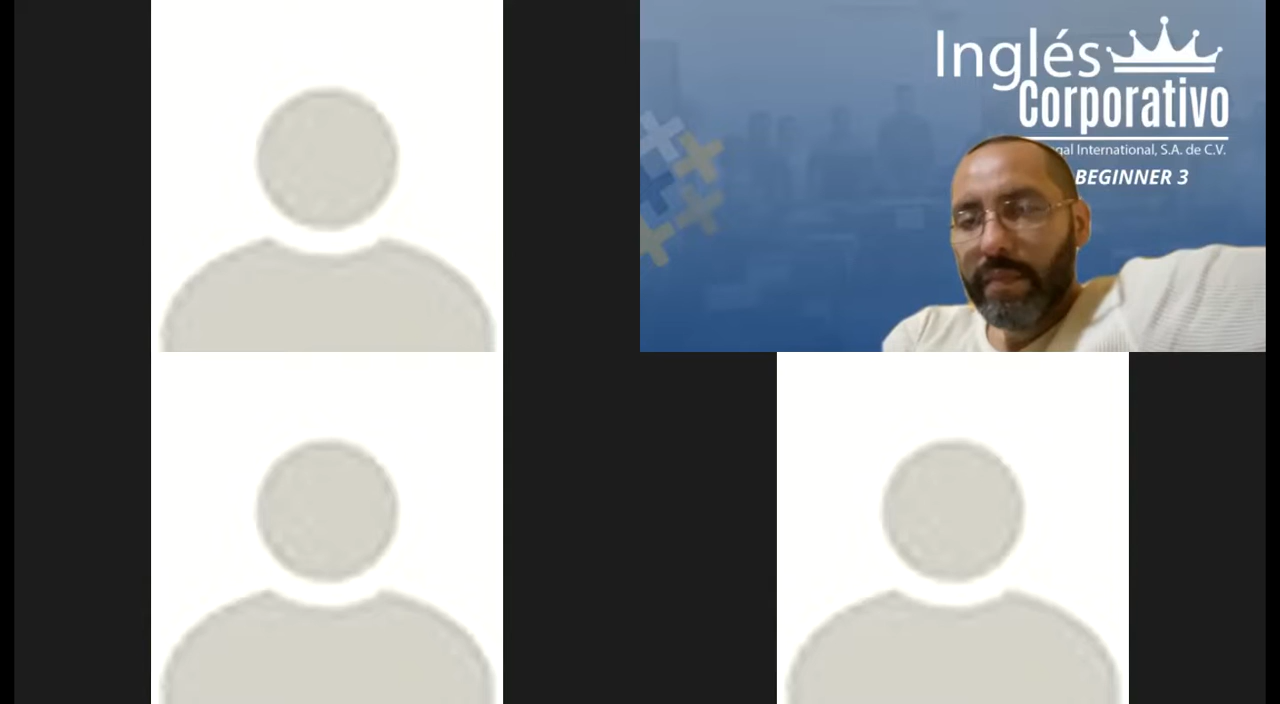 Inglés
Corporativo
International, S.A. de C.V.
BEGINNER 3